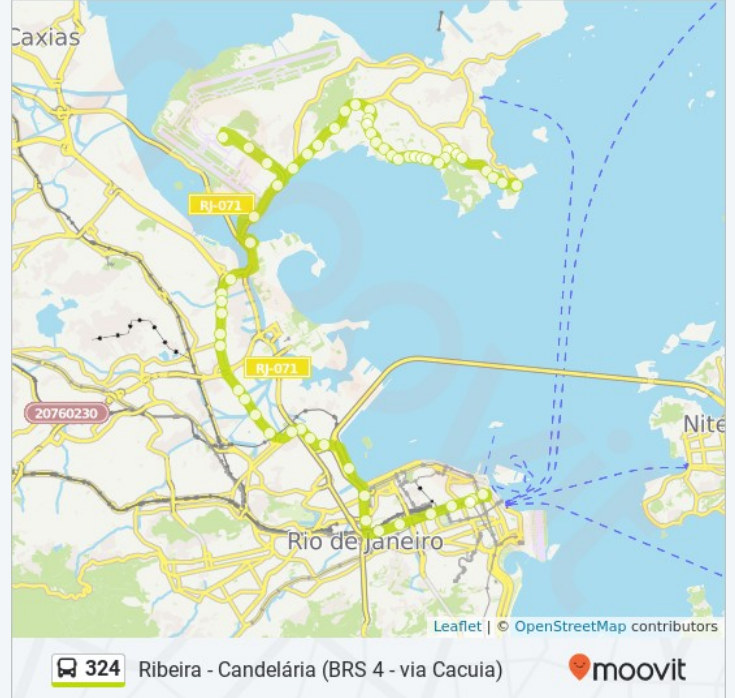 Caxias
RJ-071
RJ-071
20760230
Nité
Rio de Janeiro
Leaflet | © OpenStreetMap contributors
324 Ribeira - Candelária (BRS 4 - via Cacuia) moovit